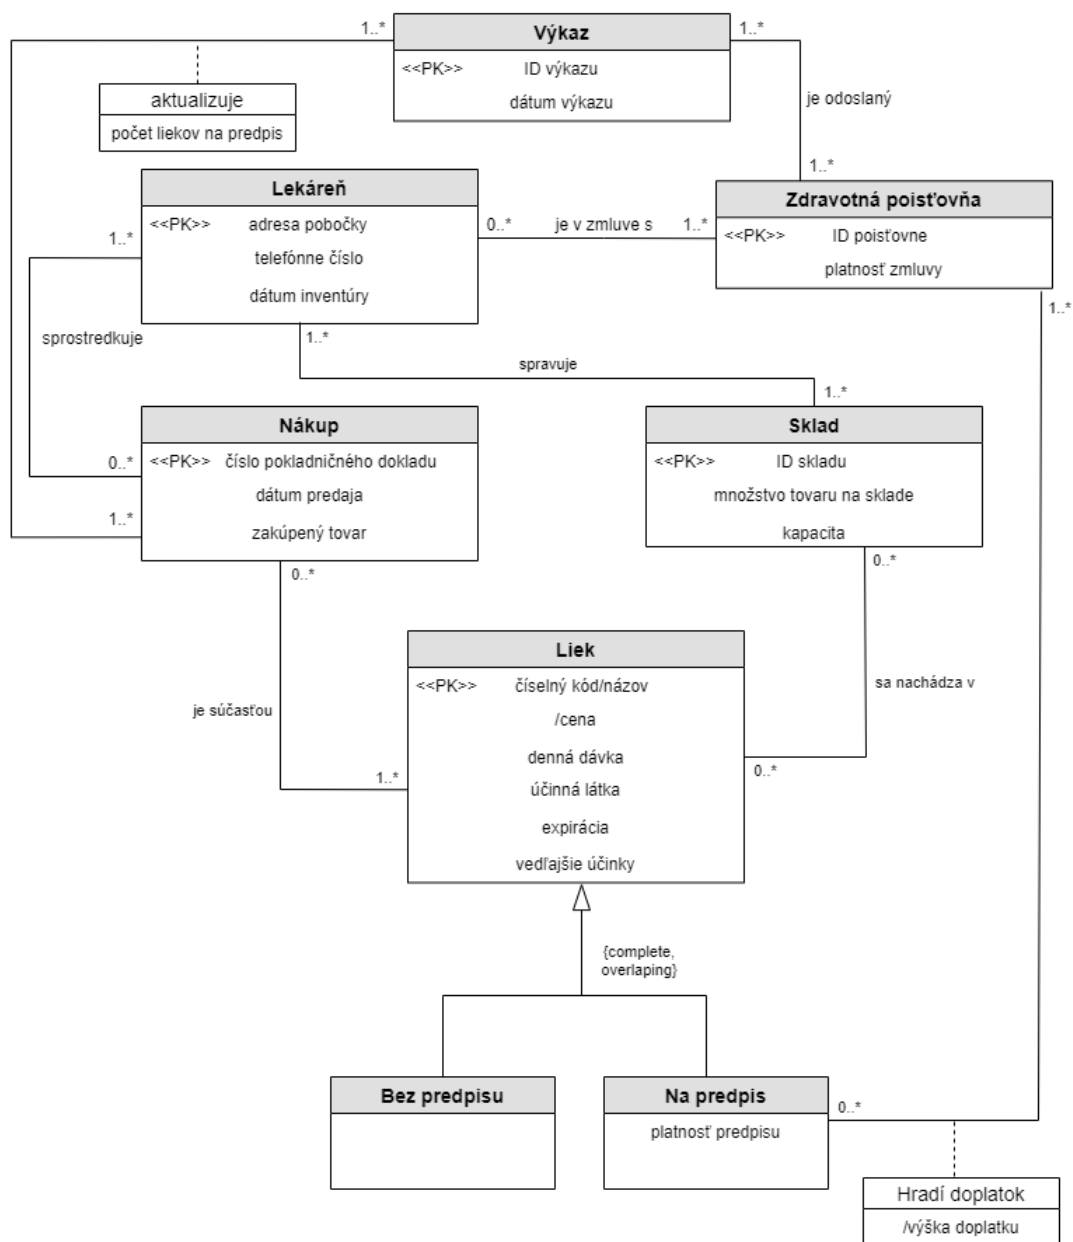 1..*
Výkaz
1..*
<<PK>> ID výkazu
dátum výkazu
aktualizuje
počet liekov na predpis
je odoslaný
1..*
Lekáreň
<<PK>> adresa pobočky
telefónne číslo
dátum inventúry
1..*
0..*
je v zmluve s
1..*
Zdravotná poisťovňa
<<PK>> ID poisťovne
platnosť zmluvy
1..*
sprostredkuje
1..*
spravuje
1..*
Nákup
<<PK>> číslo pokladničného dokladu
dátum predaja
zakúpený tovar
0..*
1..*
0..*
Sklad
<<PK>> ID skladu
množstvo tovaru na sklade
kapacita
0..*
Liek
<<PK>> číselný kód/názov
/cena
denná dávka
účinná látka
expirácia
vedľajšie účinky
je súčasťou
1..*
sa nachádza v
0..*
{complete,
overlaping}
Bez predpisu
Na predpis
platnosť predpisu
0..*
Hradí doplatok
/výška doplatku